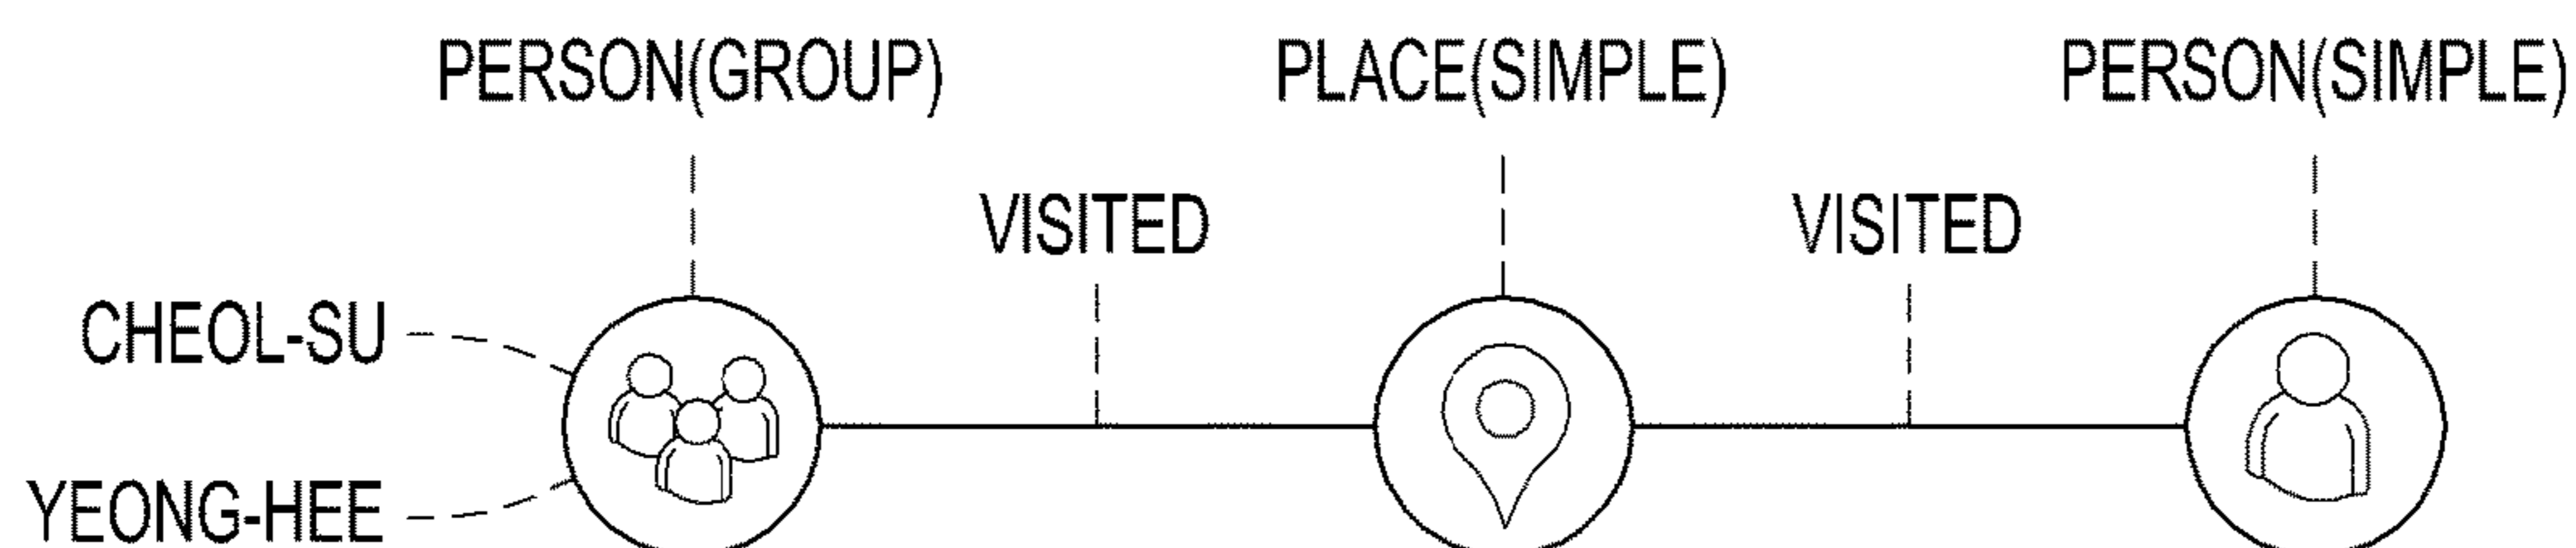 PERSON(GROUP) PLACE(SIMPLE) PERSON(SIMPLE)
VISITED VISITED
CHEOL-SU
YEONG-HEE